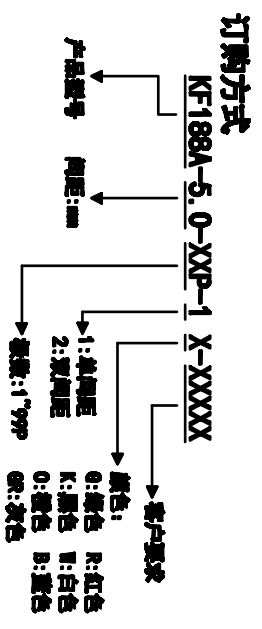 订购方式
KF188A-5.0-XXP-1 X-XXXXX
产品型号
间距:mm
极数:1~99P
1:单间距
2:双间距
颜色:
G:绿色 R:红色
K:黑色 W:白色
O:橙色 B:蓝色
GR:灰色
客户要求